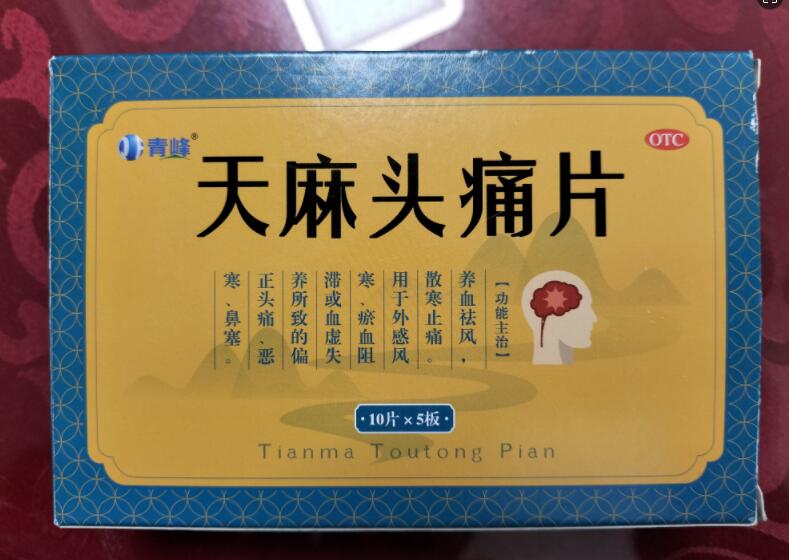 青峰®
OTC
天麻头痛片
【功能主治】
养血祛风，
散寒止痛。
用于外感风
寒、瘀血阻
滞或血虚失
养所致的偏
正头痛、恶
寒、鼻塞。
·10片×5板·
Tianma Toutong Pian